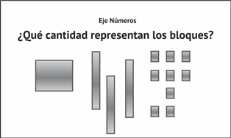 Eje Números
¿Qué cantidad representan los bloques?